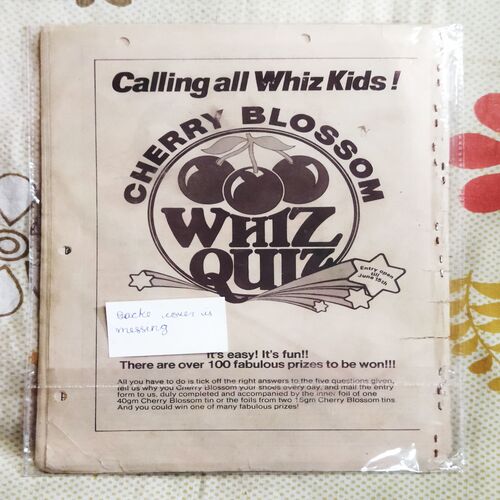 Calling all Whiz Kids!
CHERRY BLOSSOM
WHIZ
QUIZ
Entry open
till
June 15th
Backe cover is
messing
It's easy! It's fun!!
There are over 100 fabulous prizes to be won!!!
All you have to do is tick off the right answers to the five questions given,
tell us why you Cherry Blossom your shoes every day, and mail the entry
form to us, duly completed and accompanied by the inner foil of one
40gm Cherry Blossom tin or the foils from two 15gm Cherry Blossom tins
And you could win one of many fabulous prizes!